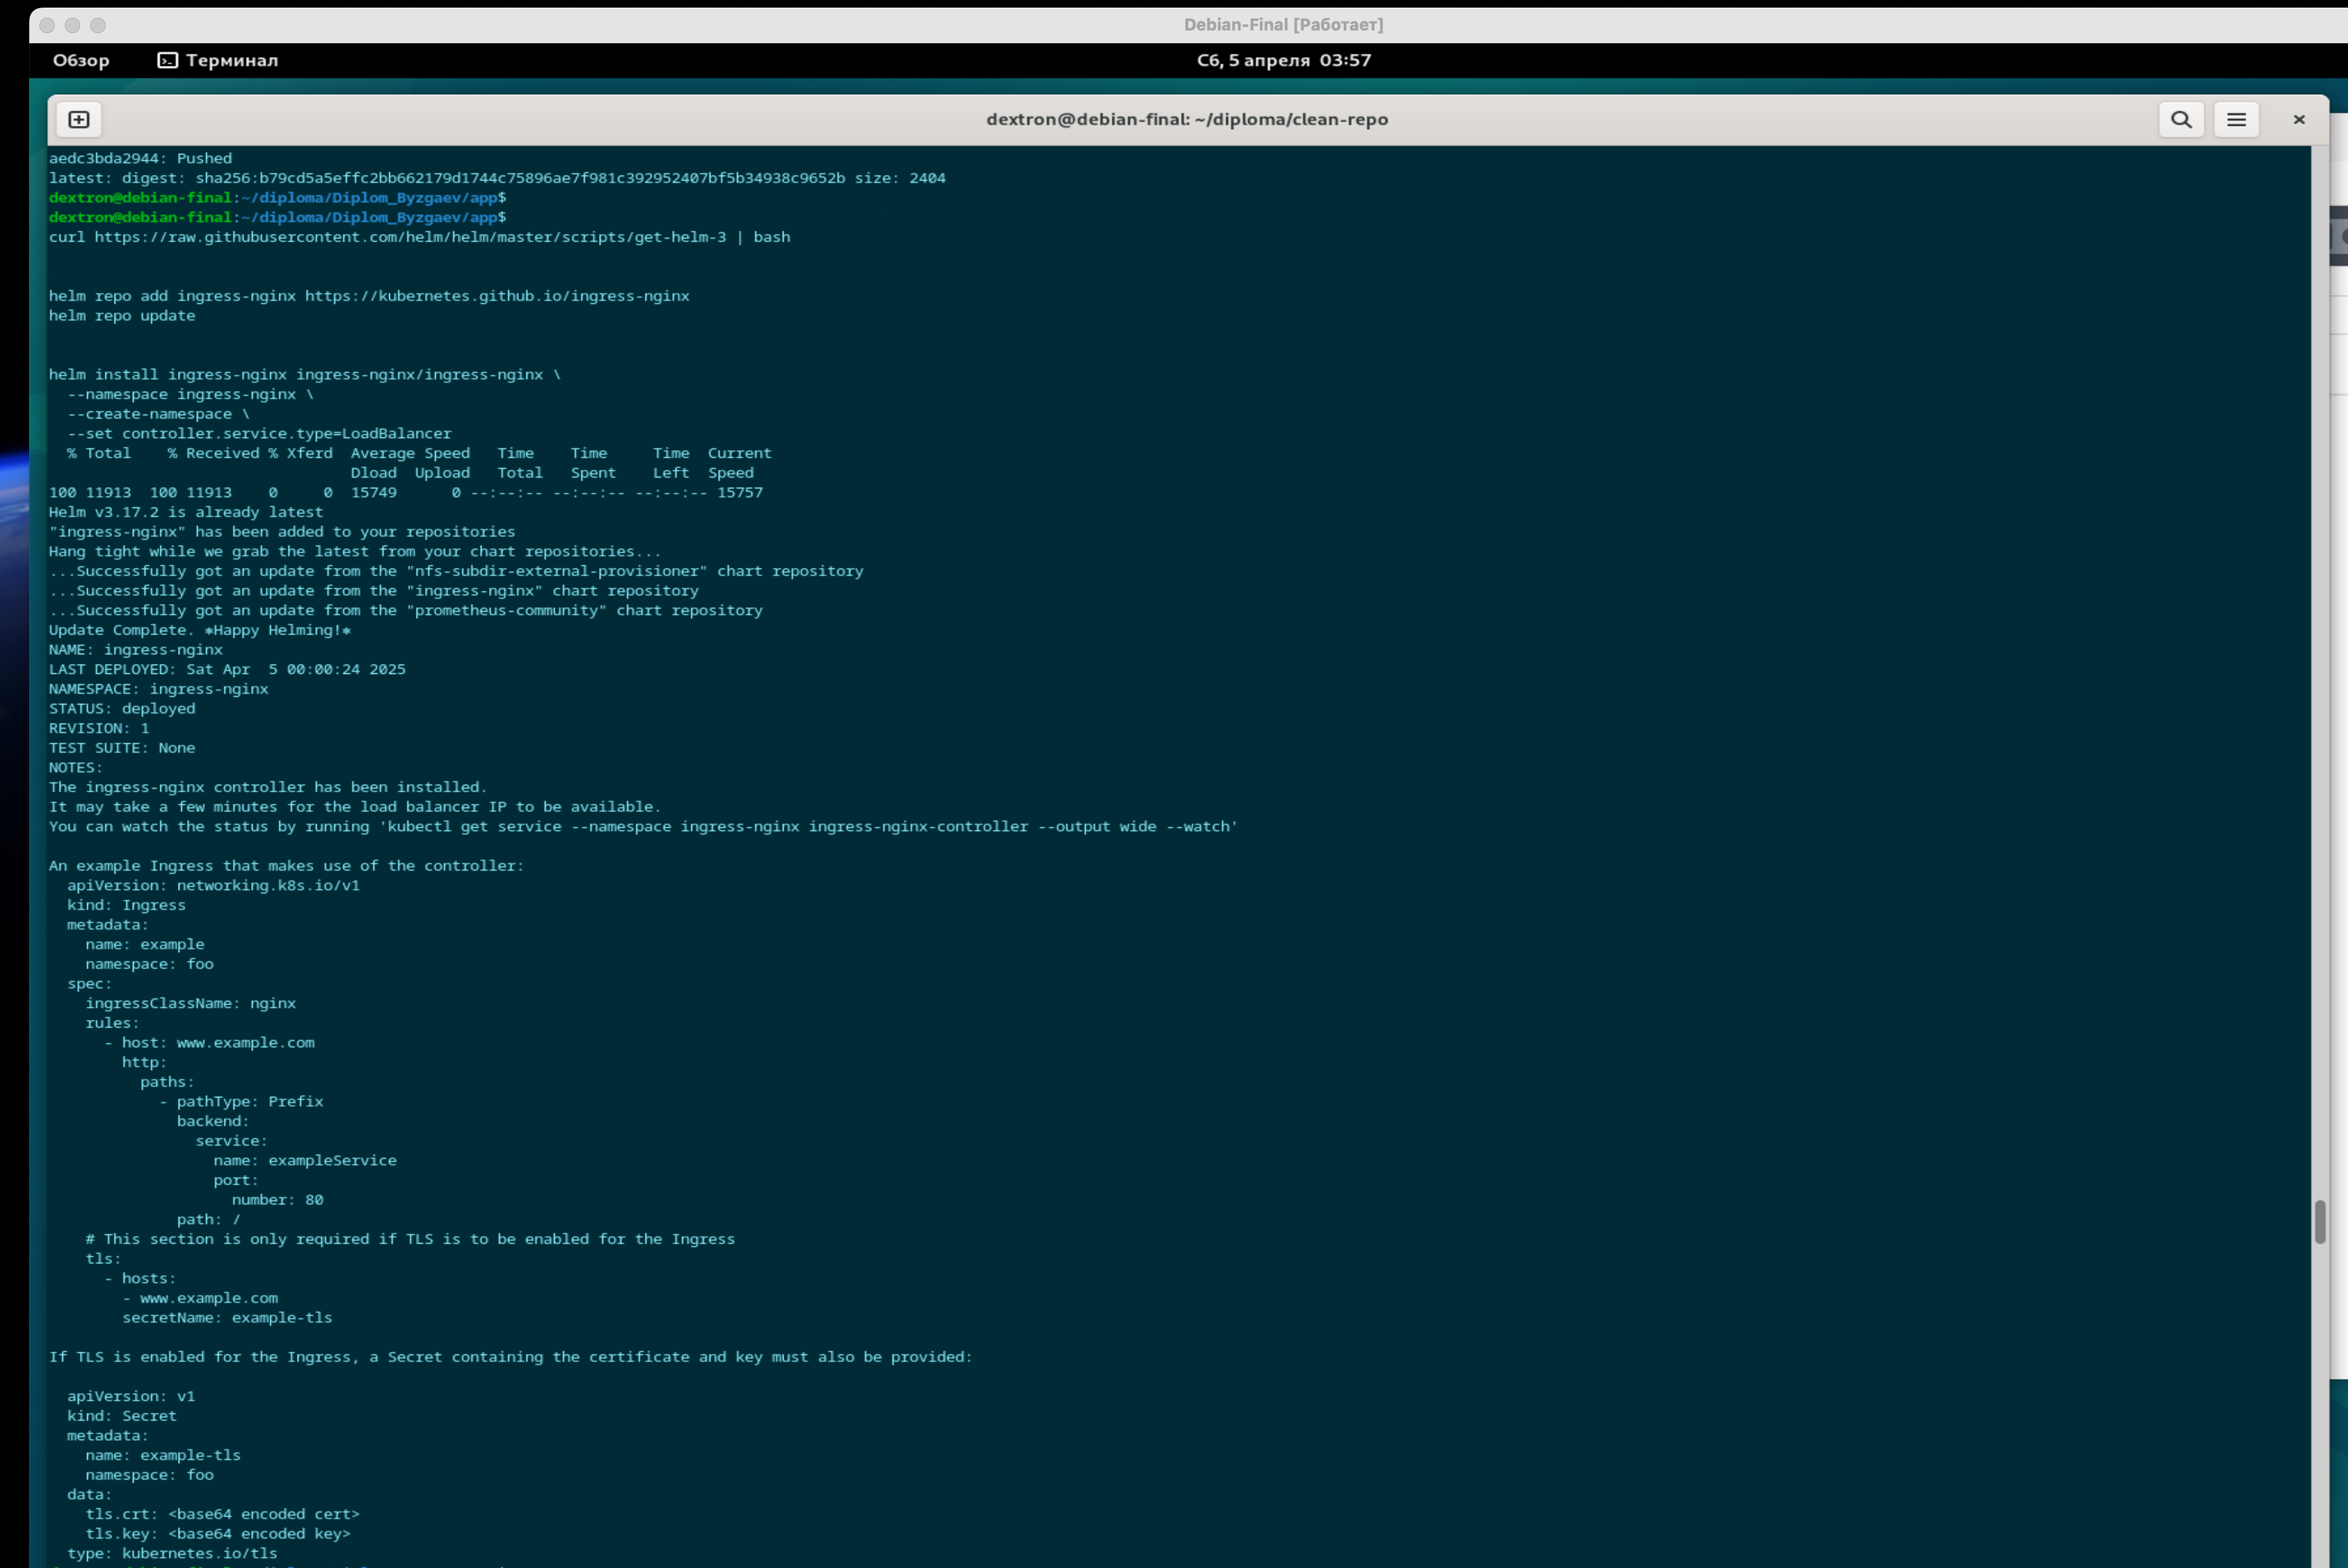 Debian-Final [Работает]
Обзор Терминал Сб, 5 апреля 03:57
dextron@debian-final: ~/diploma/clean-repo
aedc3bda2944: Pushed
latest: digest: sha256:b79cd5a5effc2bb662179d1744c75896ae7f981c392952407bf5b34938c9652b size: 2404
dextron@debian-final:~/diploma/Diplom_Byzgaev/app$
dextron@debian-final:~/diploma/Diplom_Byzgaev/app$
curl https://raw.githubusercontent.com/helm/helm/master/scripts/get-helm-3 | bash
helm repo add ingress-nginx https://kubernetes.github.io/ingress-nginx
helm repo update
helm install ingress-nginx ingress-nginx/ingress-nginx \
  --namespace ingress-nginx \
  --create-namespace \
  --set controller.service.type=LoadBalancer
  % Total    % Received % Xferd  Average Speed   Time    Time     Time  Current
                                 Dload  Upload   Total   Spent    Left  Speed
100 11913  100 11913    0     0  15749      0 --:--:-- --:--:-- --:--:-- 15757
Helm v3.17.2 is already latest
"ingress-nginx" has been added to your repositories
Hang tight while we grab the latest from your chart repositories...
...Successfully got an update from the "nfs-subdir-external-provisioner" chart repository
...Successfully got an update from the "ingress-nginx" chart repository
...Successfully got an update from the "prometheus-community" chart repository
Update Complete. ⎈Happy Helming!⎈
NAME: ingress-nginx
LAST DEPLOYED: Sat Apr  5 00:00:24 2025
NAMESPACE: ingress-nginx
STATUS: deployed
REVISION: 1
TEST SUITE: None
NOTES:
The ingress-nginx controller has been installed.
It may take a few minutes for the load balancer IP to be available.
You can watch the status by running 'kubectl get service --namespace ingress-nginx ingress-nginx-controller --output wide --watch'
An example Ingress that makes use of the controller:
  apiVersion: networking.k8s.io/v1
  kind: Ingress
  metadata:
    name: example
    namespace: foo
  spec:
    ingressClassName: nginx
    rules:
      - host: www.example.com
        http:
          paths:
            - pathType: Prefix
              backend:
                service:
                  name: exampleService
                  port:
                    number: 80
              path: /
    # This section is only required if TLS is to be enabled for the Ingress
    tls:
      - hosts:
        - www.example.com
        secretName: example-tls
If TLS is enabled for the Ingress, a Secret containing the certificate and key must also be provided:
  apiVersion: v1
  kind: Secret
  metadata:
    name: example-tls
    namespace: foo
  data:
    tls.crt: <base64 encoded cert>
    tls.key: <base64 encoded key>
  type: kubernetes.io/tls